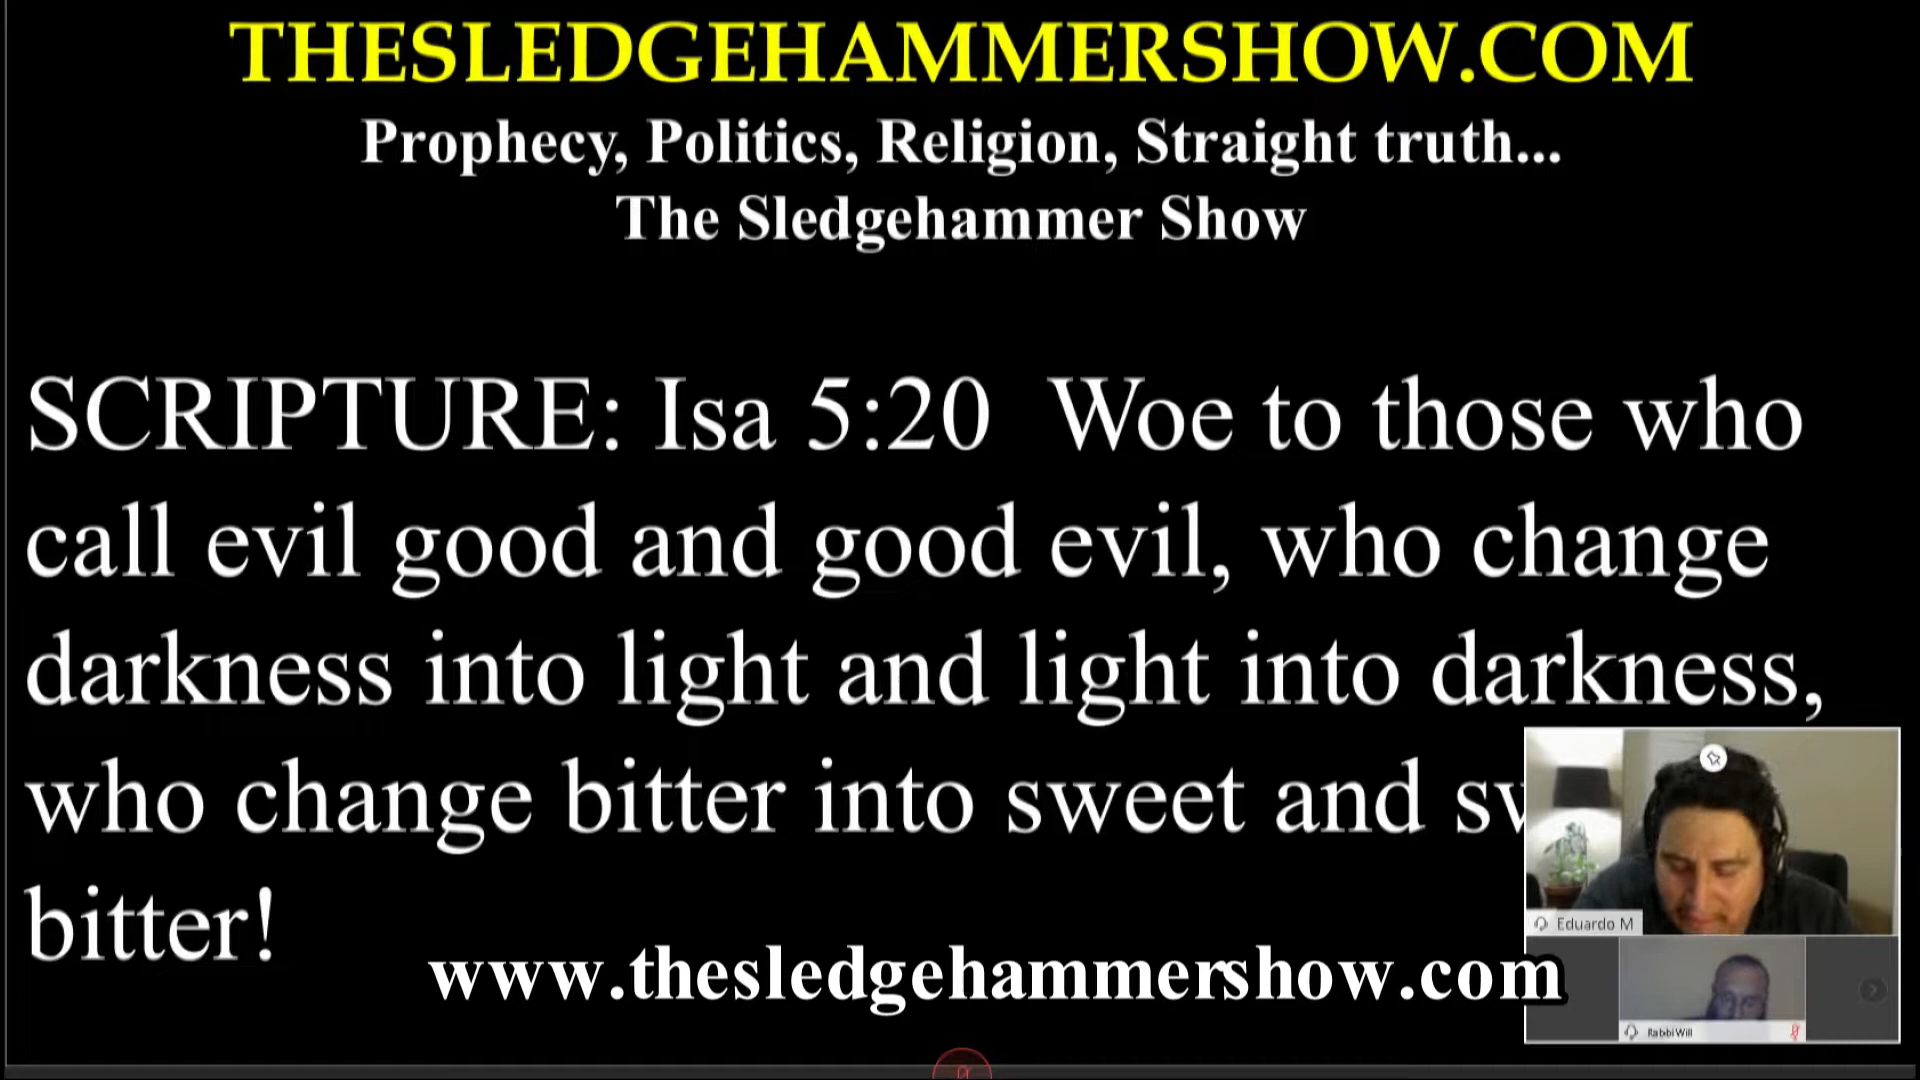 THESLEDGEHAMMERSHOW.COM
Prophecy, Politics, Religion, Straight truth...
The Sledgehammer Show
SCRIPTURE: Isa 5:20 Woe to those who
call evil good and good evil, who change
darkness into light and light into darkness,
who change bitter into sweet and sw
bitter!
www.thesledgehammershow.com
Eduardo M
Rabbi Will